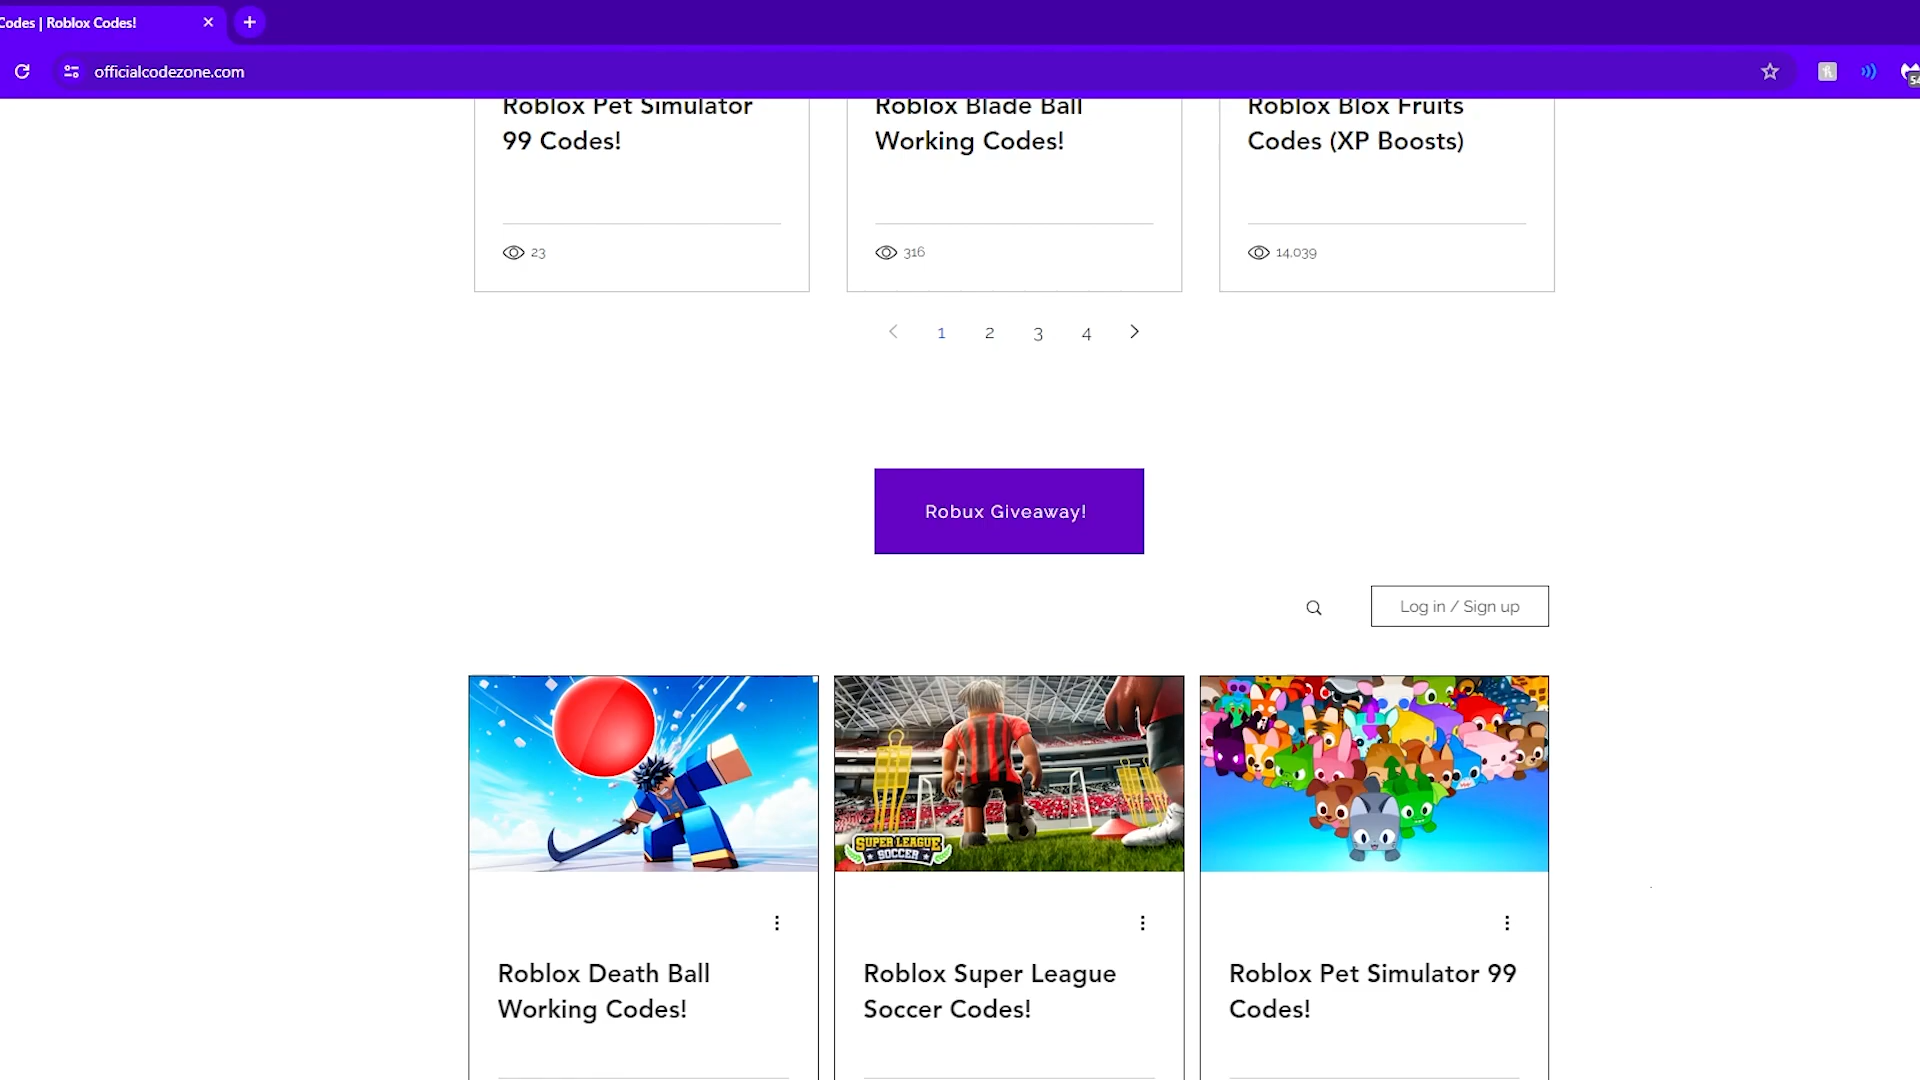 Codes | Roblox Codes!
officialcodezone.com
Roblox Pet Simulator
99 Codes!
Roblox Blade Ball
Working Codes!
Roblox Blox Fruits
Codes (XP Boosts)
23
316
14,039
1 2 3 4
Robux Giveaway!
Log in / Sign up
SUPER LEAGUE
SOCCER
Roblox Death Ball
Working Codes!
Roblox Super League
Soccer Codes!
Roblox Pet Simulator 99
Codes!